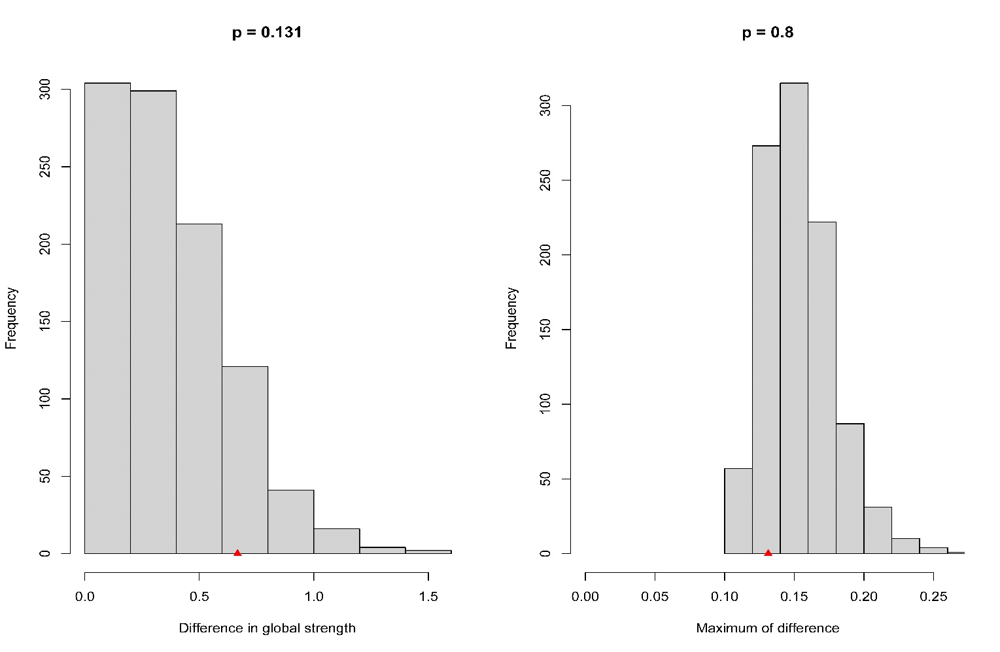 p = 0.131
300
250
200
150
100
50
0
Frequency
0.0 0.5 1.0 1.5
Difference in global strength
p = 0.8
300
250
200
150
100
50
0
Frequency
0.00 0.05 0.10 0.15 0.20 0.25
Maximum of difference